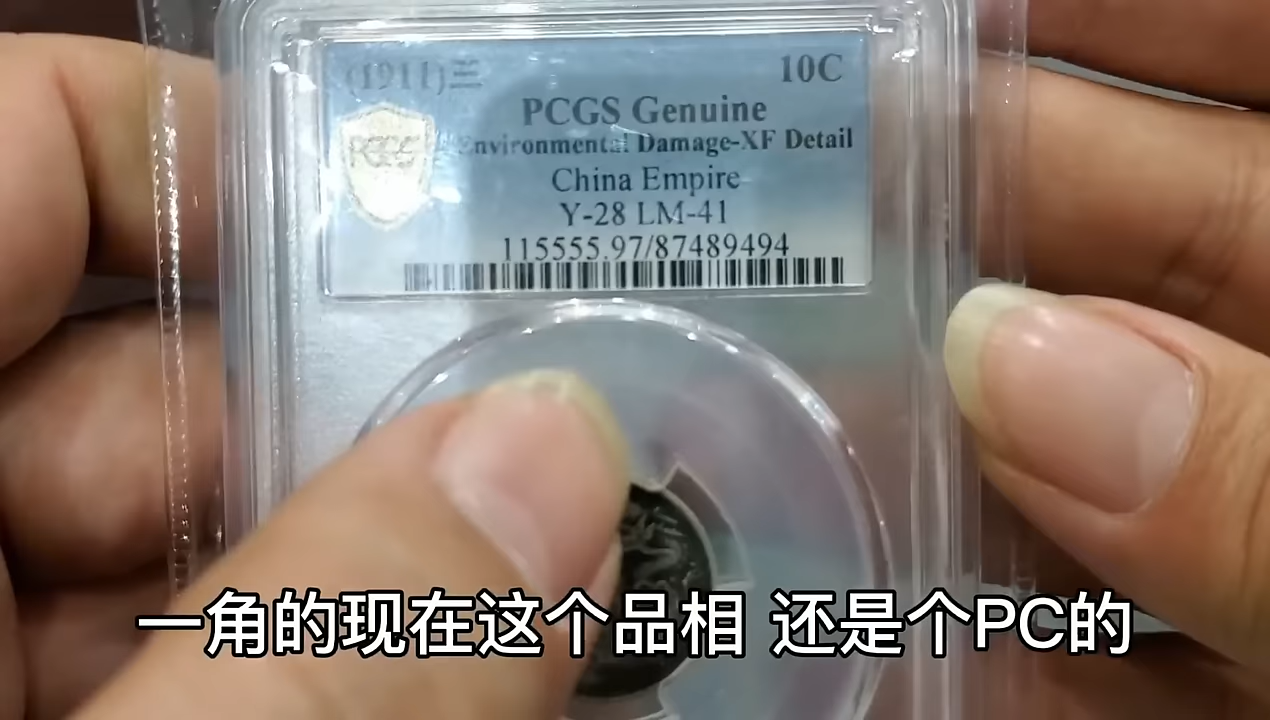 (1911)三 10C
PCGS Genuine
PCGS
Environmental Damage-XF Detail
China Empire
Y-28 LM-41
115555.97/87489494
一角的现在这个品相 还是个PC的